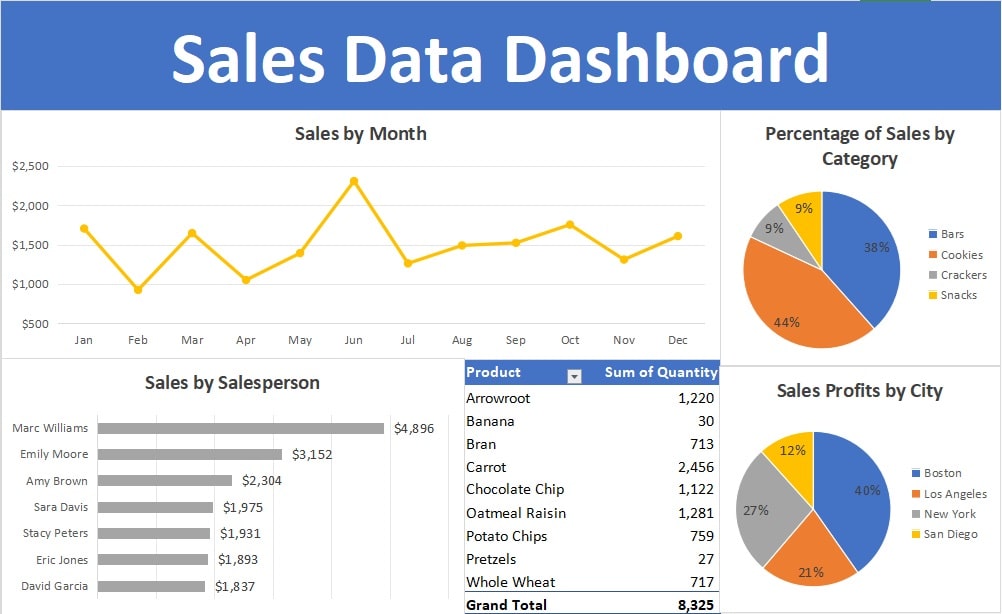 Sales Data Dashboard
Sales by Month
$2,500
$2,000
$1,500
$1,000
$500
Jan Feb Mar Apr May Jun Jul Aug Sep Oct Nov Dec
Percentage of Sales by
Category
9%
9%
38%
44%
Bars
Cookies
Crackers
Snacks
Sales by Salesperson
Marc Williams $4,896
Emily Moore $3,152
Amy Brown $2,304
Sara Davis $1,975
Stacy Peters $1,931
Eric Jones $1,893
David Garcia $1,837
Product Sum of Quantity
Arrowroot 1,220
Banana 30
Bran 713
Carrot 2,456
Chocolate Chip 1,122
Oatmeal Raisin 1,281
Potato Chips 759
Pretzels 27
Whole Wheat 717
Grand Total 8,325
Sales Profits by City
12%
40%
27%
21%
Boston
Los Angeles
New York
San Diego